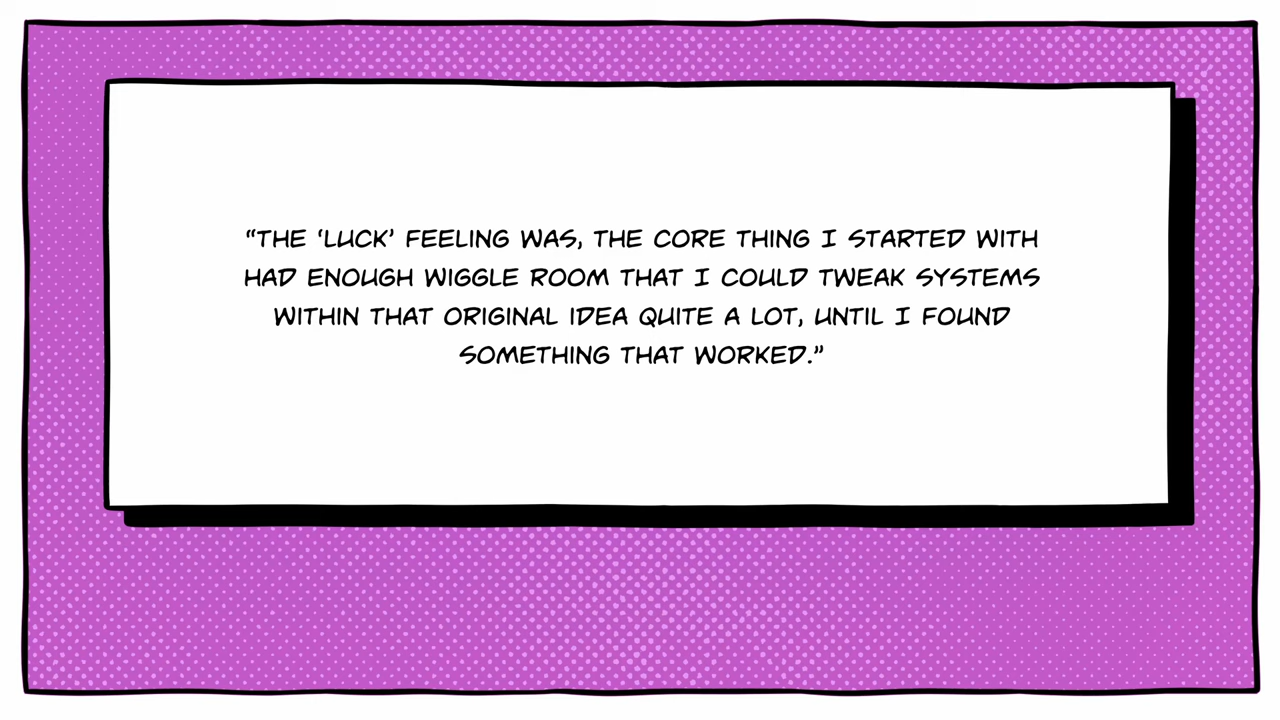 “THE ‘LUCK’ FEELING WAS, THE CORE THING I STARTED WITH
HAD ENOUGH WIGGLE ROOM THAT I COULD TWEAK SYSTEMS
WITHIN THAT ORIGINAL IDEA QUITE A LOT, UNTIL I FOUND
SOMETHING THAT WORKED.”